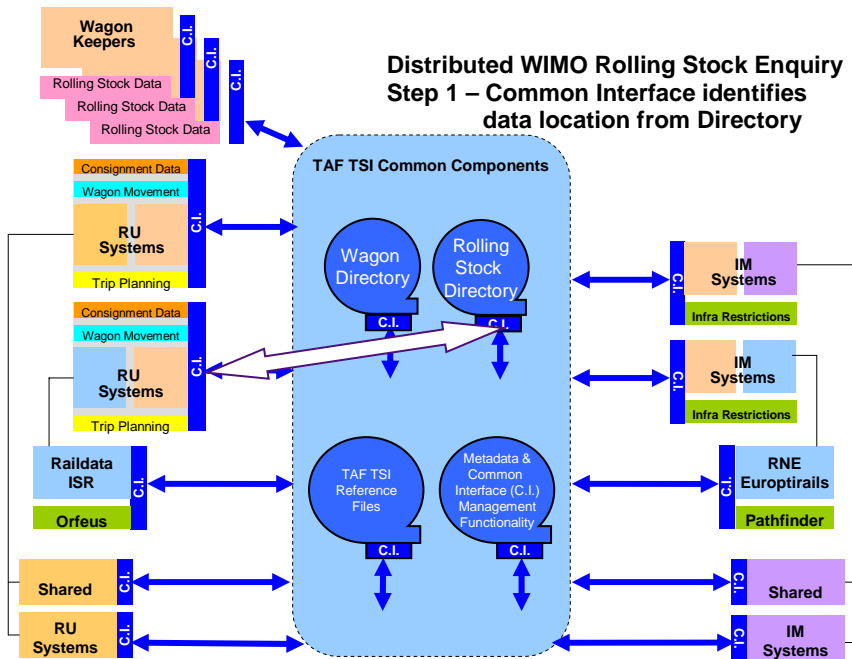 Wagon
Keepers
C.I.
C.I.
C.I.
Rolling Stock Data
Rolling Stock Data
Rolling Stock Data
Distributed WIMO Rolling Stock Enquiry
Step 1 – Common Interface identifies
data location from Directory
TAF TSI Common Components
Consignment Data
Wagon Movement
RU
Systems
Trip Planning
C.I.
Consignment Data
Wagon Movement
RU
Systems
Trip Planning
C.I.
Raildata
ISR
Orfeus
C.I.
Shared
C.I.
RU
Systems
C.I.
Wagon
Directory
C.I.
Rolling
Stock
Directory
C.I.
TAF TSI
Reference
Files
C.I.
Metadata &
Common
Interface (C.I.)
Management
Functionality
C.I.
C.I.
IM
Systems
Infra Restrictions
C.I.
IM
Systems
Infra Restrictions
C.I.
RNE
Europtirails
Pathfinder
C.I.
Shared
C.I.
IM
Systems